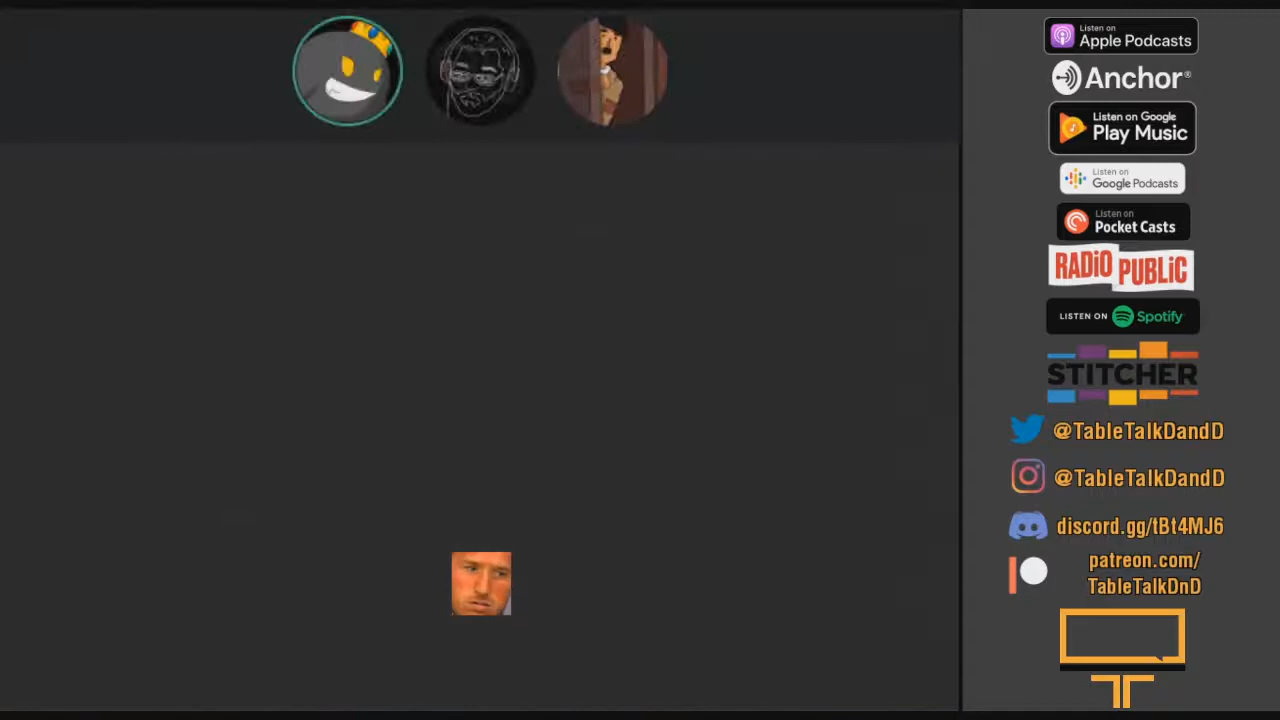 Listen on
Apple Podcasts
Anchor®
Listen on Google
Play Music
Listen on
Google Podcasts
Listen on
Pocket Casts
RADiO PUBLiC
LISTEN ON Spotify
STITCHER
@TableTalkDandD
@TableTalkDandD
discord.gg/tBt4MJ6
patreon.com/
TableTalkDnD